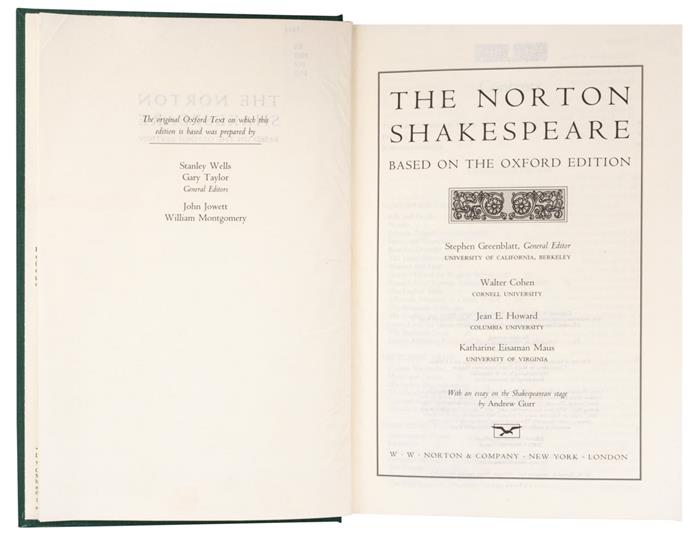 The original Oxford Text on which this
edition is based was prepared by
Stanley Wells
Gary Taylor
General Editors
John Jowett
William Montgomery
THE NORTON
SHAKESPEARE
BASED ON THE OXFORD EDITION
Stephen Greenblatt, General Editor
UNIVERSITY OF CALIFORNIA, BERKELEY
Walter Cohen
CORNELL UNIVERSITY
Jean E. Howard
COLUMBIA UNIVERSITY
Katharine Eisaman Maus
UNIVERSITY OF VIRGINIA
With an essay on the Shakespearean stage
by Andrew Gurr
W · W · NORTON & COMPANY · NEW YORK · LONDON